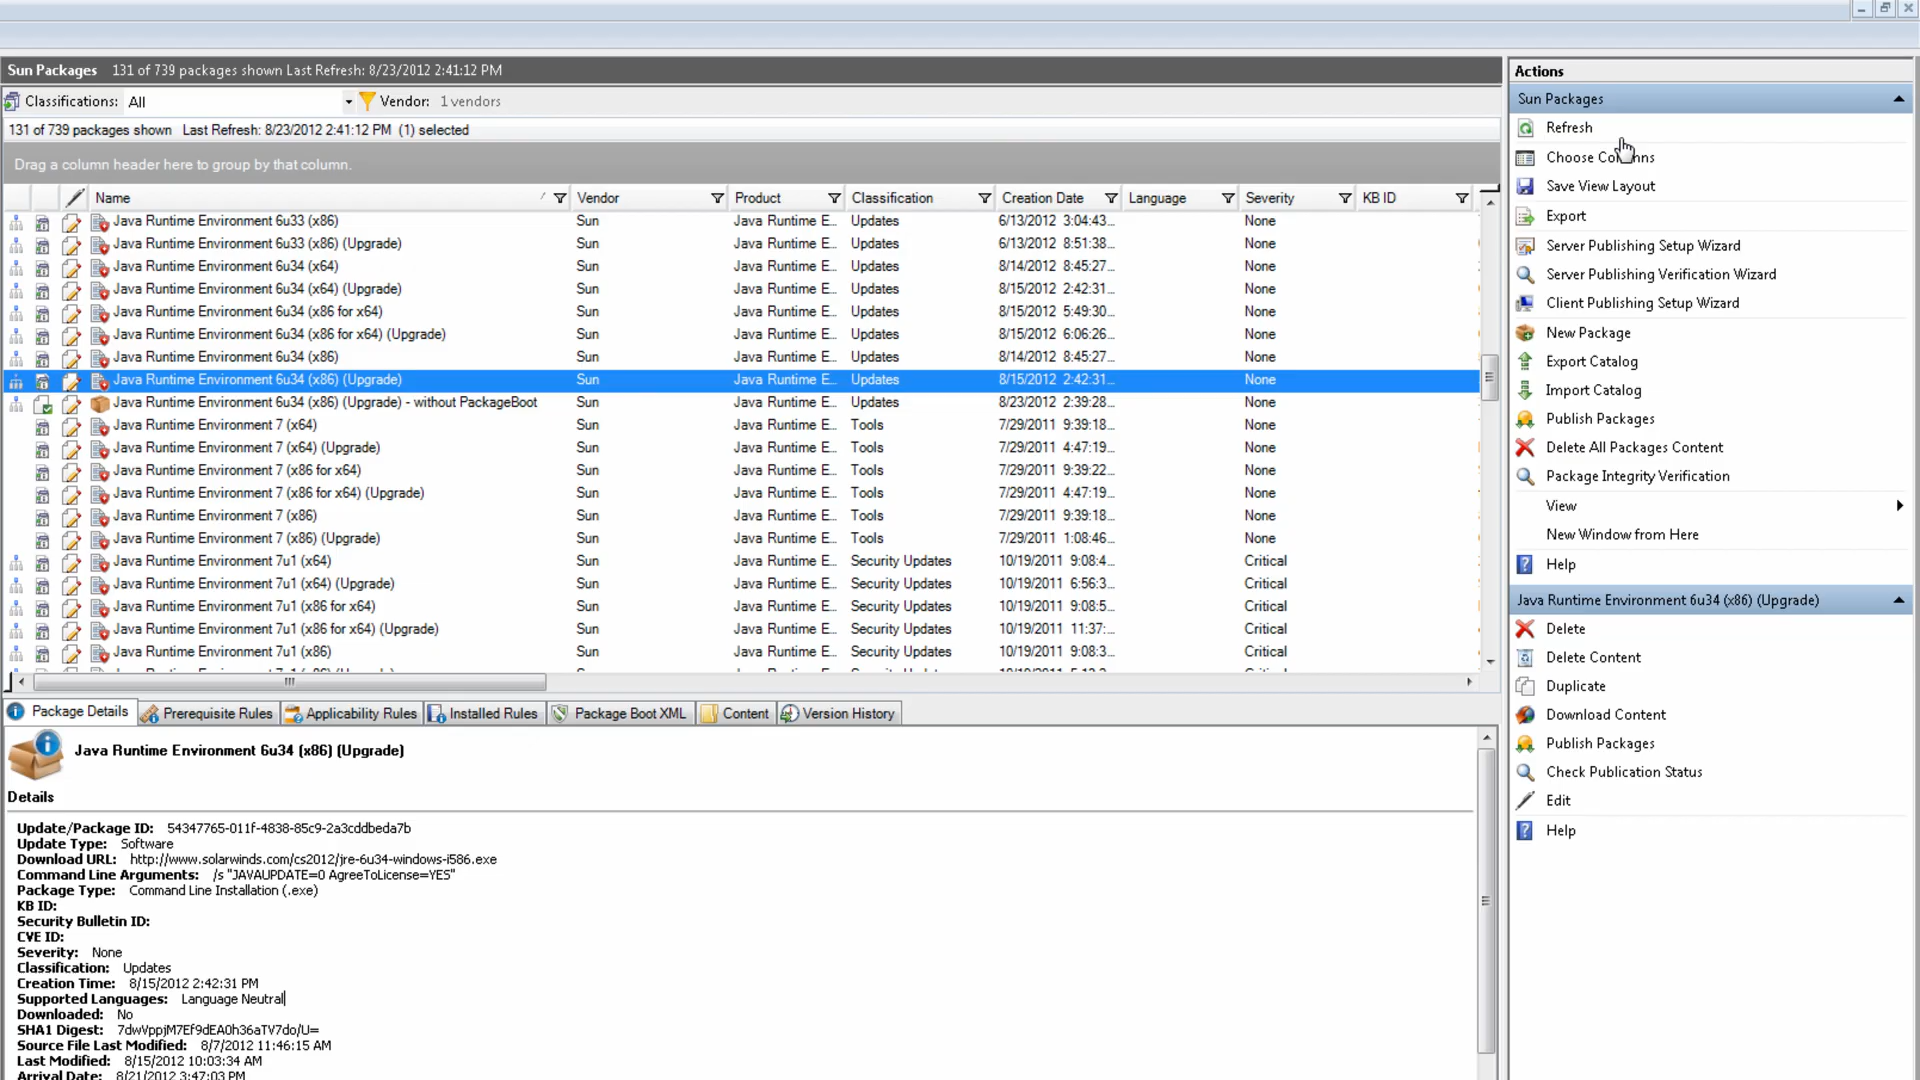 Sun Packages 131 of 739 packages shown Last Refresh: 8/23/2012 2:41:12 PM
Classifications: All Vendor: 1 vendors
131 of 739 packages shown Last Refresh: 8/23/2012 2:41:12 PM (1) selected
Drag a column header here to group by that column.
Name / Vendor Product Classification Creation Date Language Severity KB ID
Java Runtime Environment 6u33 (x86) Sun Java Runtime E... Updates 6/13/2012 3:04:43... None
Java Runtime Environment 6u33 (x86) (Upgrade) Sun Java Runtime E... Updates 6/13/2012 8:51:38... None
Java Runtime Environment 6u34 (x64) Sun Java Runtime E... Updates 8/14/2012 8:45:27... None
Java Runtime Environment 6u34 (x64) (Upgrade) Sun Java Runtime E... Updates 8/15/2012 2:42:31... None
Java Runtime Environment 6u34 (x86 for x64) Sun Java Runtime E... Updates 8/15/2012 5:49:30... None
Java Runtime Environment 6u34 (x86 for x64) (Upgrade) Sun Java Runtime E... Updates 8/15/2012 6:06:26... None
Java Runtime Environment 6u34 (x86) Sun Java Runtime E... Updates 8/14/2012 8:45:27... None
Java Runtime Environment 6u34 (x86) (Upgrade) Sun Java Runtime E... Updates 8/15/2012 2:42:31... None
Java Runtime Environment 6u34 (x86) (Upgrade) - without PackageBoot Sun Java Runtime E... Updates 8/23/2012 2:39:28... None
Java Runtime Environment 7 (x64) Sun Java Runtime E... Tools 7/29/2011 9:39:18... None
Java Runtime Environment 7 (x64) (Upgrade) Sun Java Runtime E... Tools 7/29/2011 4:47:19... None
Java Runtime Environment 7 (x86 for x64) Sun Java Runtime E... Tools 7/29/2011 9:39:22... None
Java Runtime Environment 7 (x86 for x64) (Upgrade) Sun Java Runtime E... Tools 7/29/2011 4:47:19... None
Java Runtime Environment 7 (x86) Sun Java Runtime E... Tools 7/29/2011 9:39:18... None
Java Runtime Environment 7 (x86) (Upgrade) Sun Java Runtime E... Tools 7/29/2011 1:08:46... None
Java Runtime Environment 7u1 (x64) Sun Java Runtime E... Security Updates 10/19/2011 9:08:4... Critical
Java Runtime Environment 7u1 (x64) (Upgrade) Sun Java Runtime E... Security Updates 10/19/2011 6:56:3... Critical
Java Runtime Environment 7u1 (x86 for x64) Sun Java Runtime E... Security Updates 10/19/2011 9:08:5... Critical
Java Runtime Environment 7u1 (x86 for x64) (Upgrade) Sun Java Runtime E... Security Updates 10/19/2011 11:37:... Critical
Java Runtime Environment 7u1 (x86) Sun Java Runtime E... Security Updates 10/19/2011 9:08:3... Critical
Package Details Prerequisite Rules Applicability Rules Installed Rules Package Boot XML Content Version History
Java Runtime Environment 6u34 (x86) (Upgrade)
Details
Update/Package ID: 54347765-011f-4838-85c9-2a3cddbeda7b
Update Type: Software
Download URL: http://www.solarwinds.com/cs2012/jre-6u34-windows-i586.exe
Command Line Arguments: /s "JAVAUPDATE=0 AgreeToLicense=YES"
Package Type: Command Line Installation (.exe)
KB ID:
Security Bulletin ID:
CVE ID:
Severity: None
Classification: Updates
Creation Time: 8/15/2012 2:42:31 PM
Supported Languages: Language Neutral
Downloaded: No
SHA1 Digest: 7dwVppjM7Ef9dEA0h36aTV7do/U=
Source File Last Modified: 8/7/2012 11:46:15 AM
Last Modified: 8/15/2012 10:03:34 AM
Arrival Date: 8/21/2012 3:47:03 PM
Actions
Sun Packages
Refresh
Choose Columns
Save View Layout
Export
Server Publishing Setup Wizard
Server Publishing Verification Wizard
Client Publishing Setup Wizard
New Package
Export Catalog
Import Catalog
Publish Packages
Delete All Packages Content
Package Integrity Verification
View
New Window from Here
Help
Java Runtime Environment 6u34 (x86) (Upgrade)
Delete
Delete Content
Duplicate
Download Content
Publish Packages
Check Publication Status
Edit
Help